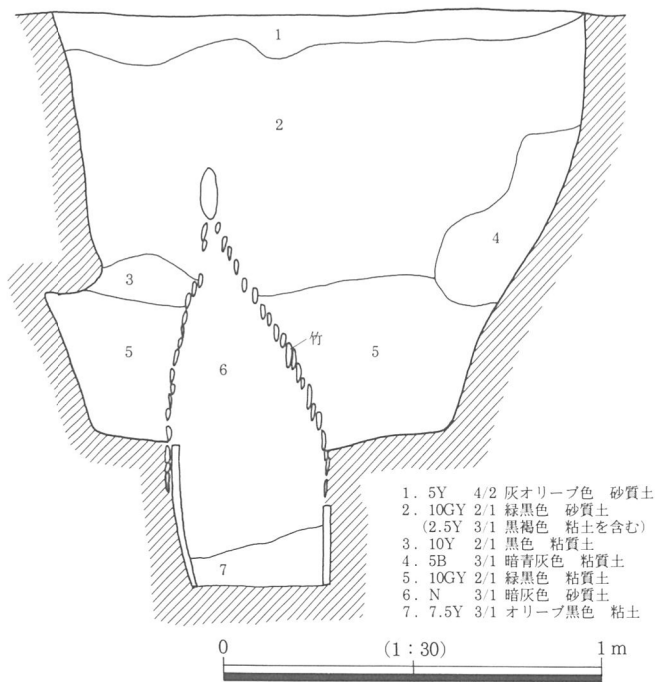 1
2
4
3
竹
5
5
6
1. 5Y 4/2 灰オリーブ色 砂質土
2. 10GY 2/1 緑黒色 砂質土
(2.5Y 3/1 黒褐色 粘土を含む)
3. 10Y 2/1 黒色 粘質土
4. 5B 3/1 暗青灰色 粘質土
5. 10GY 2/1 緑黒色 粘質土
6. N 3/1 暗灰色 砂質土
7. 7.5Y 3/1 オリーブ黒色 粘土
7
0 (1:30) 1m